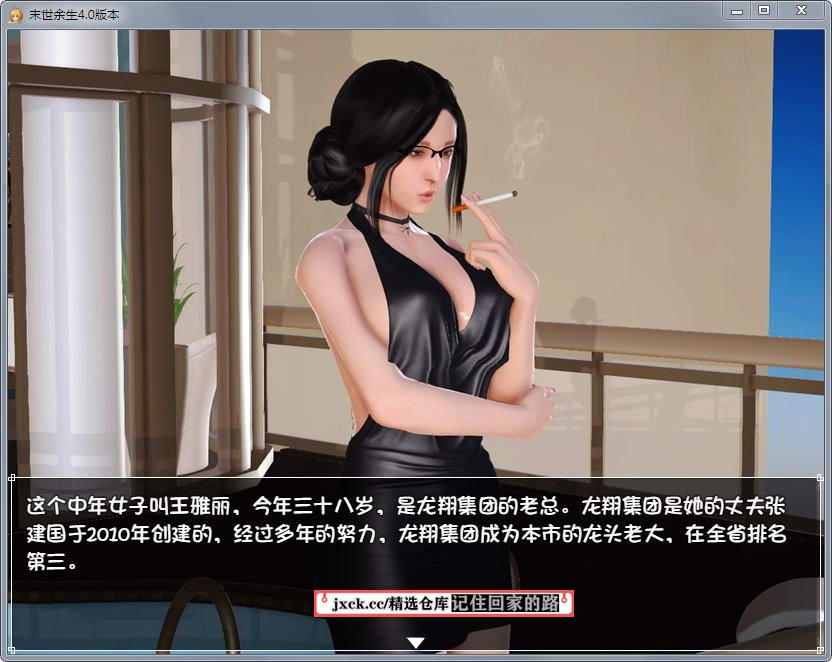 末世余生4.0版本
这个中年女子叫王雅丽，今年三十八岁，是龙翔集团的老总。龙翔集团是她的丈夫张
建国于2010年创建的，经过多年的努力，龙翔集团成为本市的龙头老大，在全省排名
第三。
jxck.cc/精选仓库记住回家的路